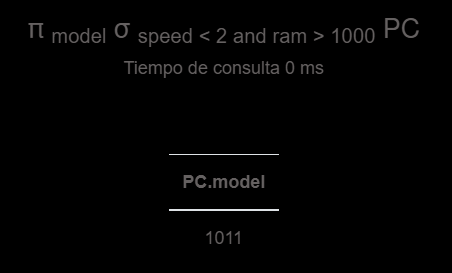 π model σ speed < 2 and ram > 1000 PC
Tiempo de consulta 0 ms
PC.model
1011